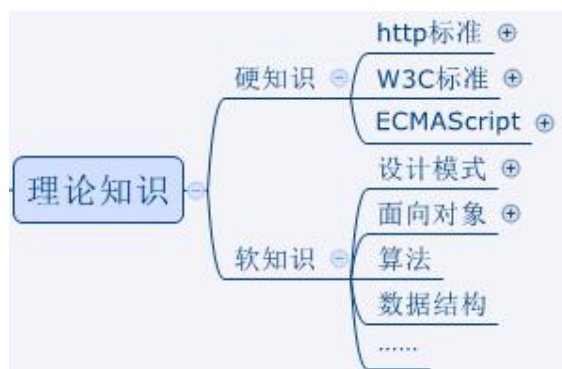 理论知识
硬知识
http标准
W3C标准
ECMAScript
软知识
设计模式
面向对象
算法
数据结构
......